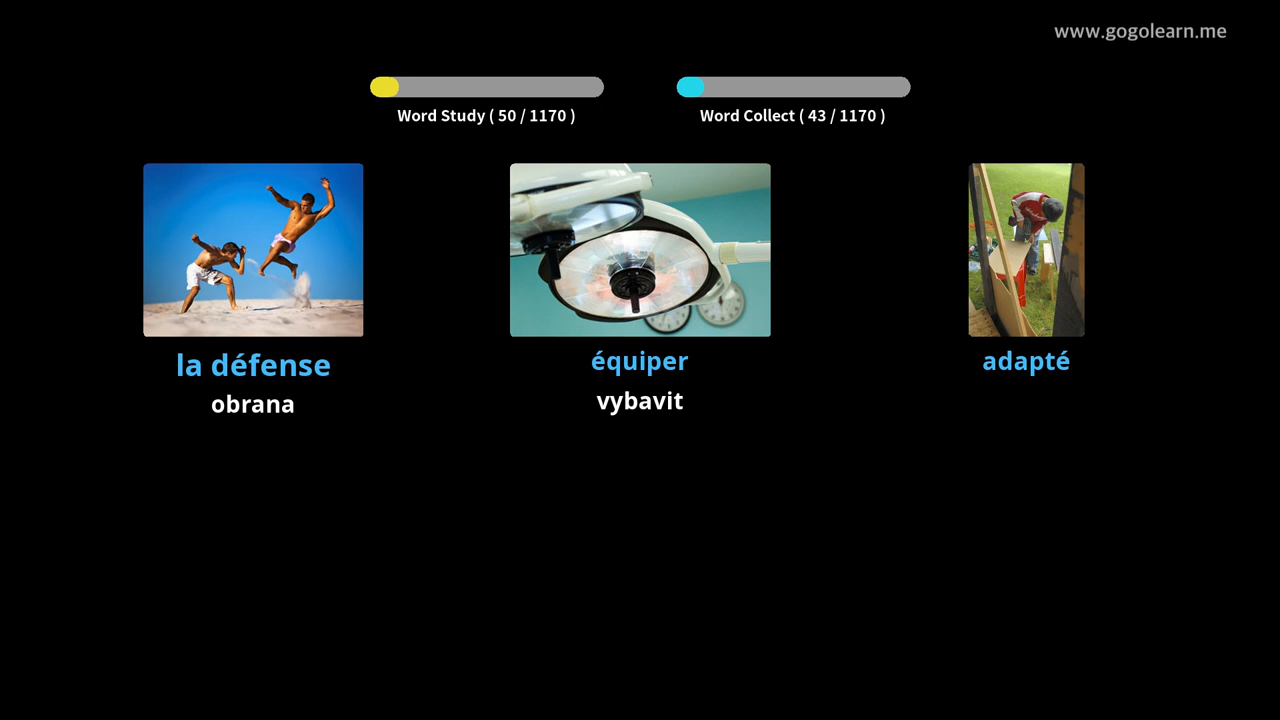 www.gogolearn.me
Word Study ( 50 / 1170 )
Word Collect ( 43 / 1170 )
la défense
obrana
équiper
vybavit
adapté